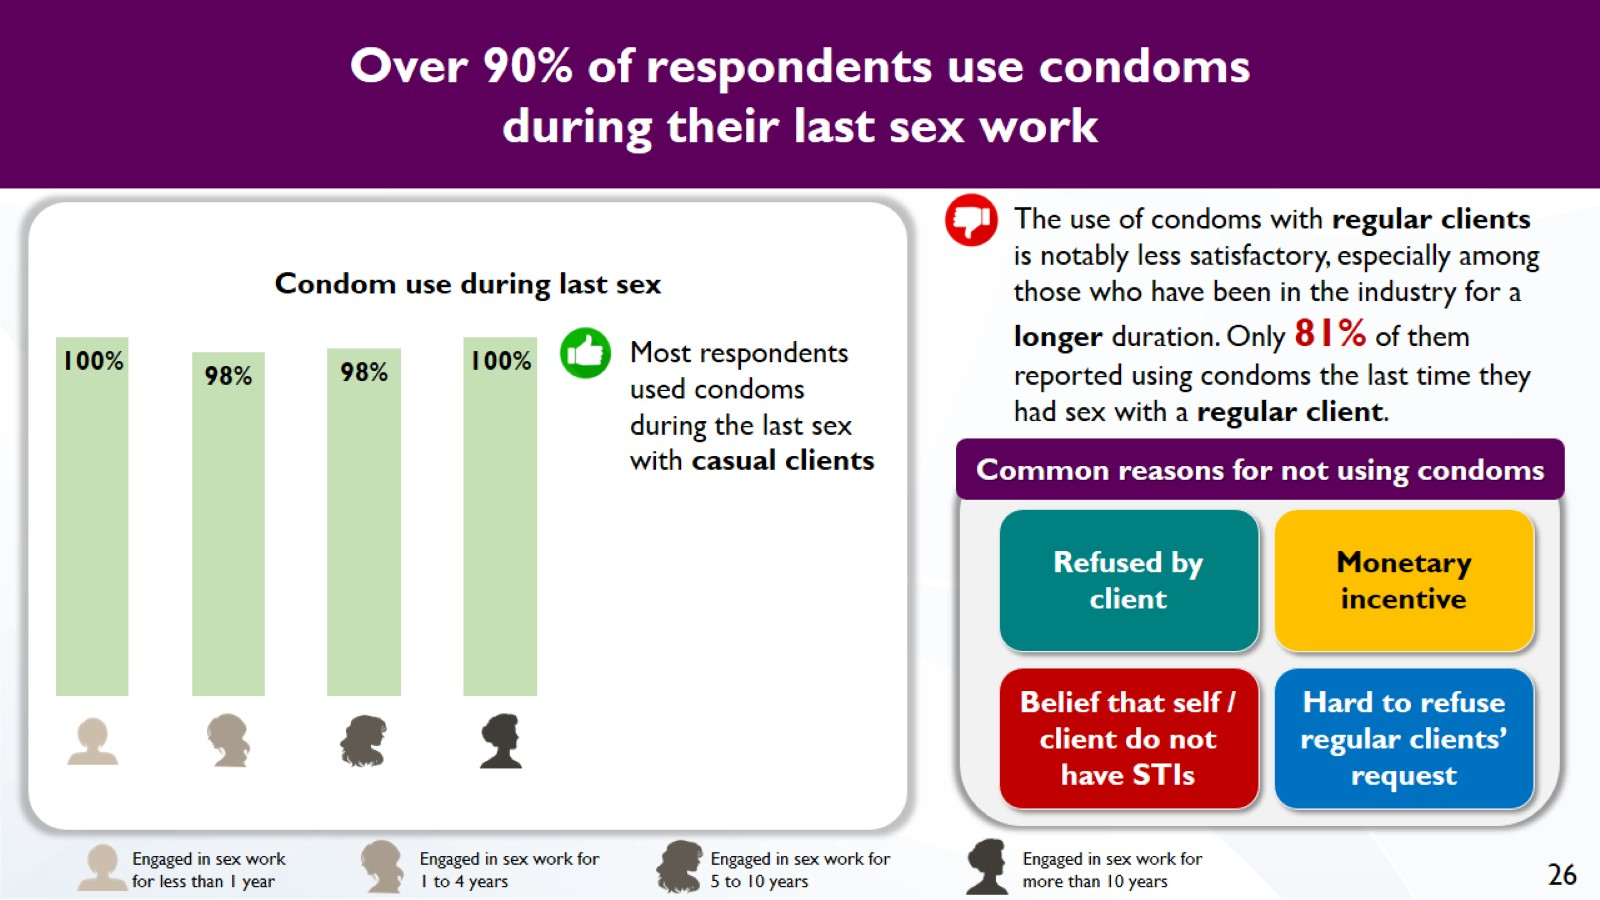 Over 90% of respondents use condoms
during their last sex work
Condom use during last sex
100%
98%
98%
100%
Most respondents
used condoms
during the last sex
with casual clients
The use of condoms with regular clients
is notably less satisfactory, especially among
those who have been in the industry for a
longer duration. Only 81% of them
reported using condoms the last time they
had sex with a regular client.
Common reasons for not using condoms
Refused by
client
Monetary
incentive
Belief that self /
client do not
have STIs
Hard to refuse
regular clients’
request
Engaged in sex work
for less than 1 year
Engaged in sex work for
1 to 4 years
Engaged in sex work for
5 to 10 years
Engaged in sex work for
more than 10 years
26